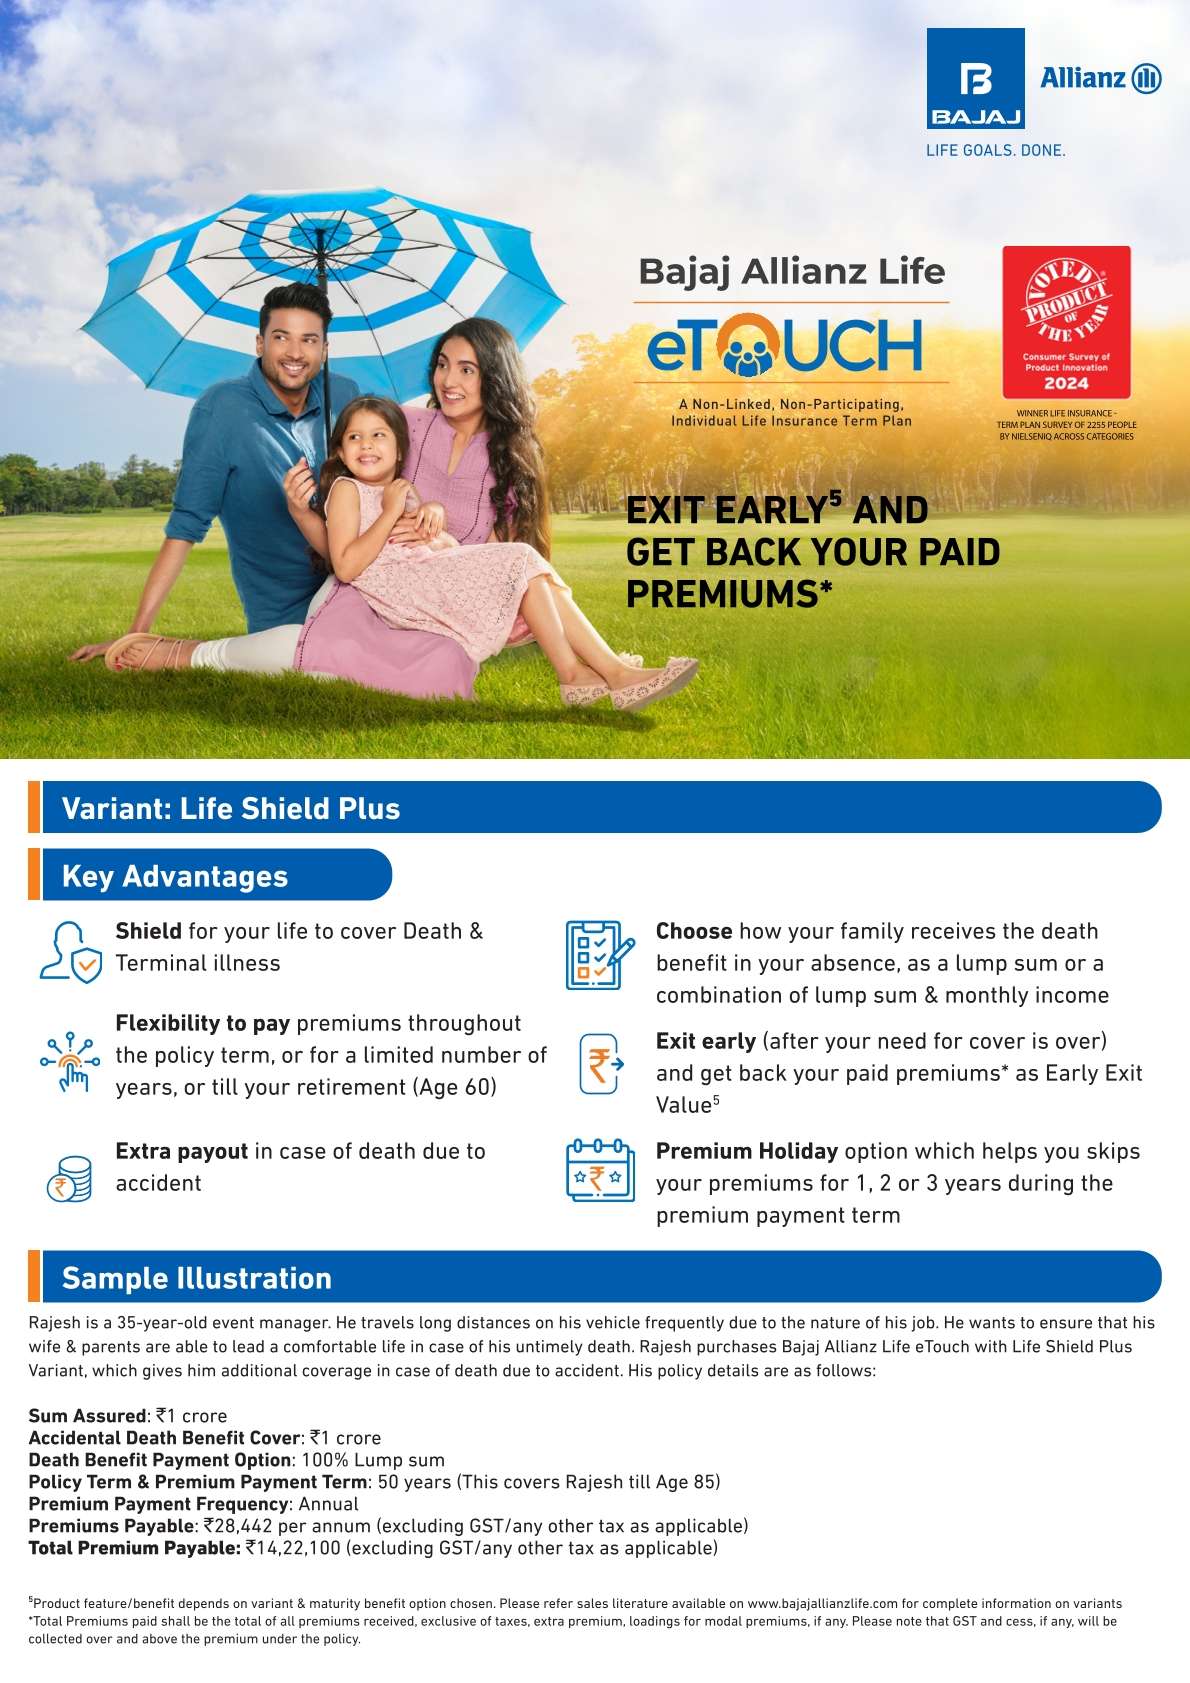 BAJAJ
Allianz
LIFE GOALS. DONE.
Bajaj Allianz Life
eTOUCH
A Non-Linked, Non-Participating,
Individual Life Insurance Term Plan
VOTED
PRODUCT
OF
THE YEAR
Consumer Survey of
Product Innovation
2024
WINNER LIFE INSURANCE -
TERM PLAN SURVEY OF 2255 PEOPLE
BY NIELSENIQ ACROSS CATEGORIES
EXIT EARLY⁵ AND
GET BACK YOUR PAID
PREMIUMS*
Variant: Life Shield Plus
Key Advantages
Shield for your life to cover Death &
Terminal illness
Flexibility to pay premiums throughout
the policy term, or for a limited number of
years, or till your retirement (Age 60)
Extra payout in case of death due to
accident
Choose how your family receives the death
benefit in your absence, as a lump sum or a
combination of lump sum & monthly income
Exit early (after your need for cover is over)
and get back your paid premiums* as Early Exit
Value⁵
Premium Holiday option which helps you skips
your premiums for 1, 2 or 3 years during the
premium payment term
Sample Illustration
Rajesh is a 35-year-old event manager. He travels long distances on his vehicle frequently due to the nature of his job. He wants to ensure that his
wife & parents are able to lead a comfortable life in case of his untimely death. Rajesh purchases Bajaj Allianz Life eTouch with Life Shield Plus
Variant, which gives him additional coverage in case of death due to accident. His policy details are as follows:
Sum Assured: ₹1 crore
Accidental Death Benefit Cover: ₹1 crore
Death Benefit Payment Option: 100% Lump sum
Policy Term & Premium Payment Term: 50 years (This covers Rajesh till Age 85)
Premium Payment Frequency: Annual
Premiums Payable: ₹28,442 per annum (excluding GST/any other tax as applicable)
Total Premium Payable: ₹14,22,100 (excluding GST/any other tax as applicable)
⁵Product feature/benefit depends on variant & maturity benefit option chosen. Please refer sales literature available on www.bajajallianzlife.com for complete information on variants
*Total Premiums paid shall be the total of all premiums received, exclusive of taxes, extra premium, loadings for modal premiums, if any. Please note that GST and cess, if any, will be
collected over and above the premium under the policy.